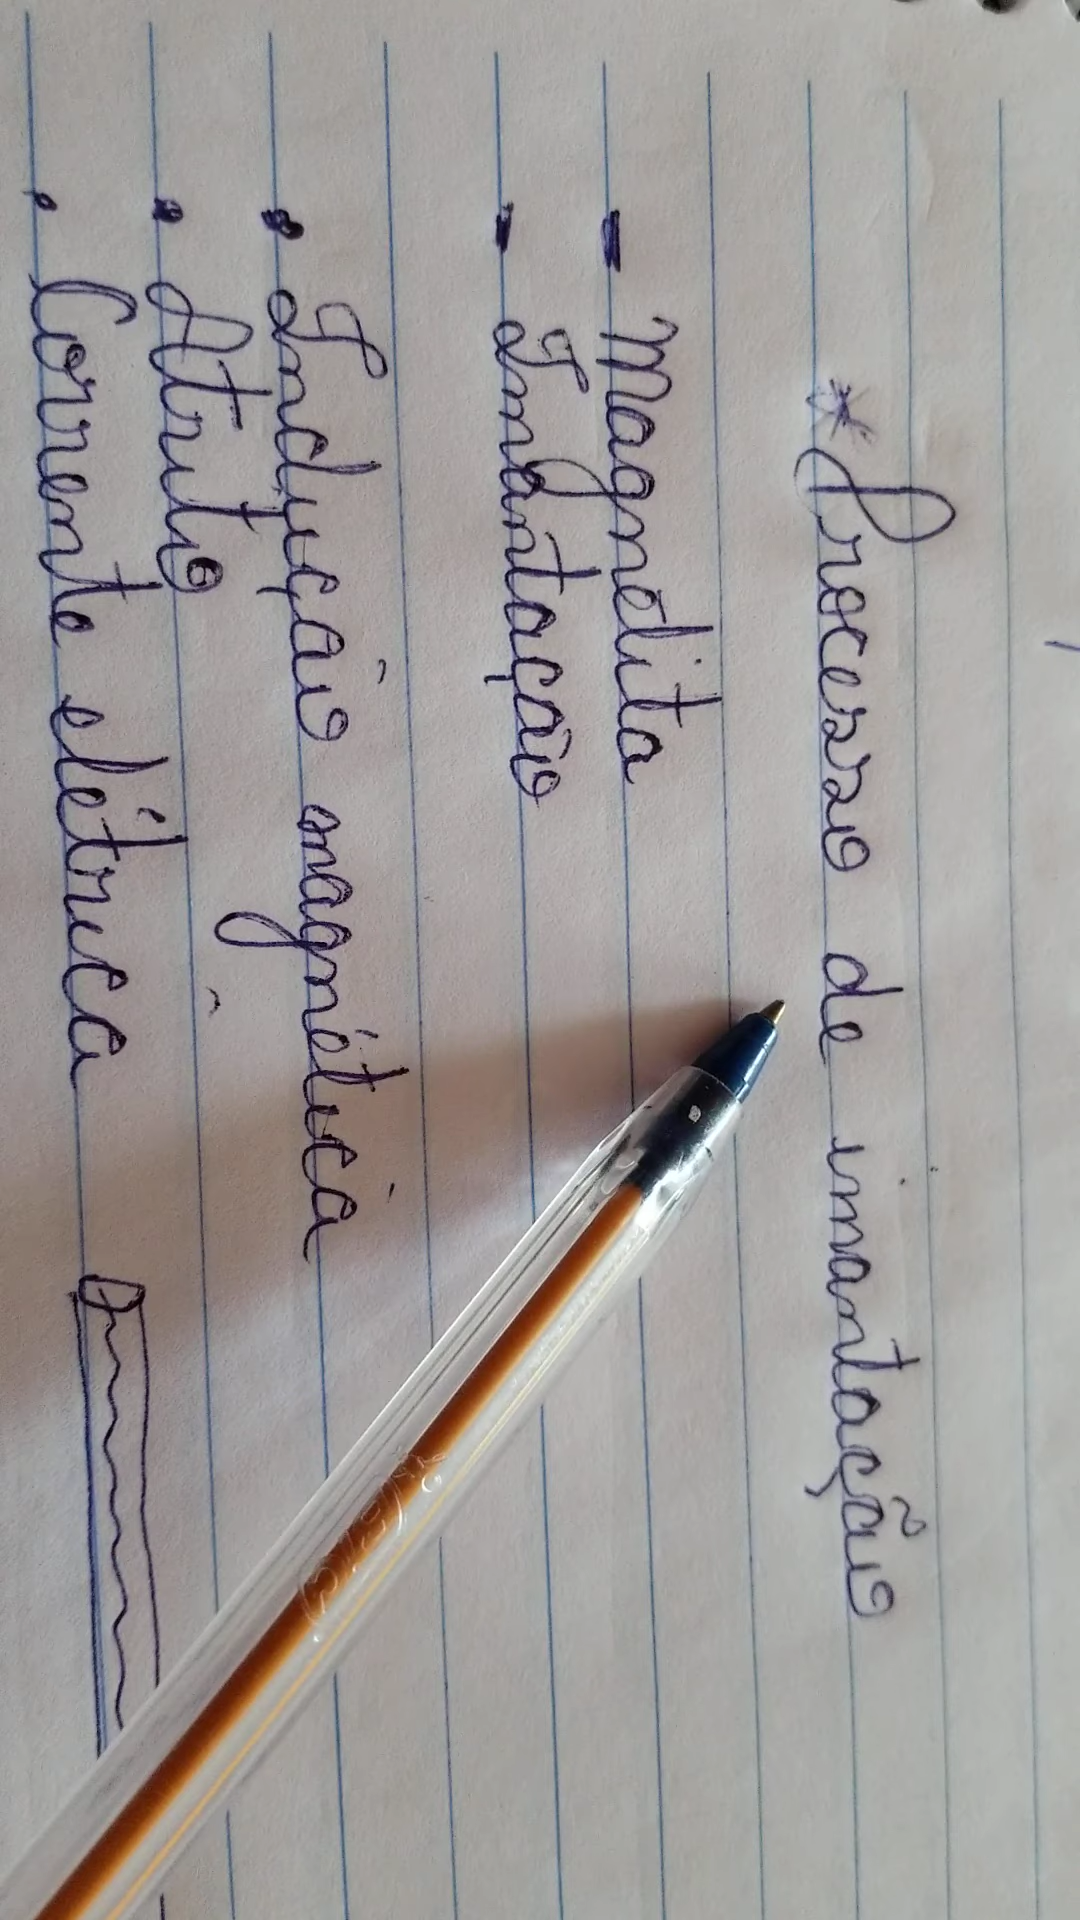 * Processo de imantação
- Magnetita
- Imantação
• Indução magnética
• Atrito
• Corrente elétrica